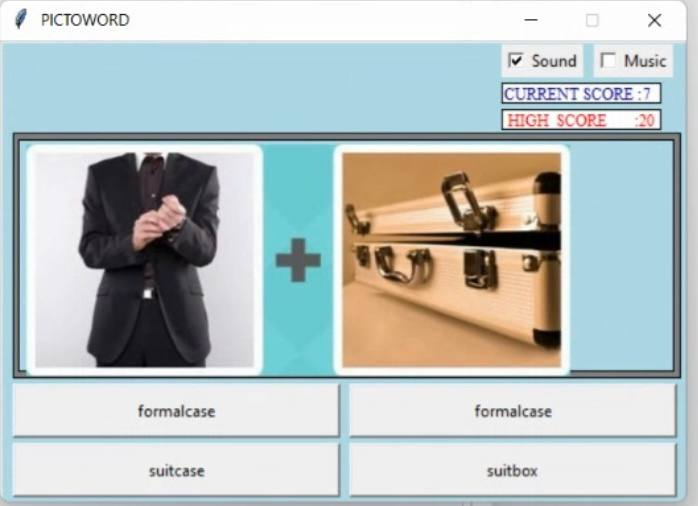 PICTOWORD
Sound Music
CURRENT SCORE :7
HIGH SCORE :20
formalcase formalcase
suitcase suitbox